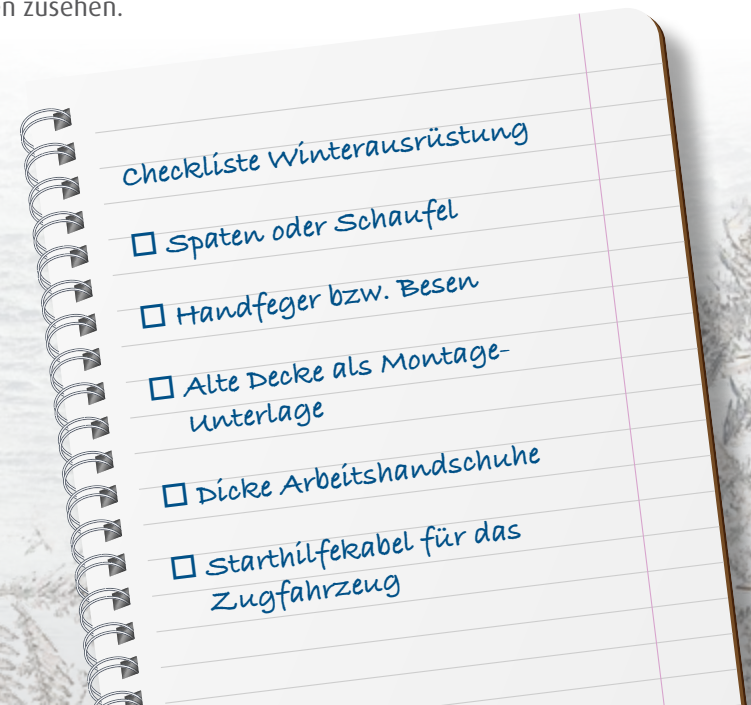 en zusehen.
Checkliste Winterausrüstung
☐ Spaten oder Schaufel
☐ Handfeger bzw. Besen
☐ Alte Decke als Montage-
Unterlage
☐ Dicke Arbeitshandschuhe
☐ Starthilfekabel für das
Zugfahrzeug